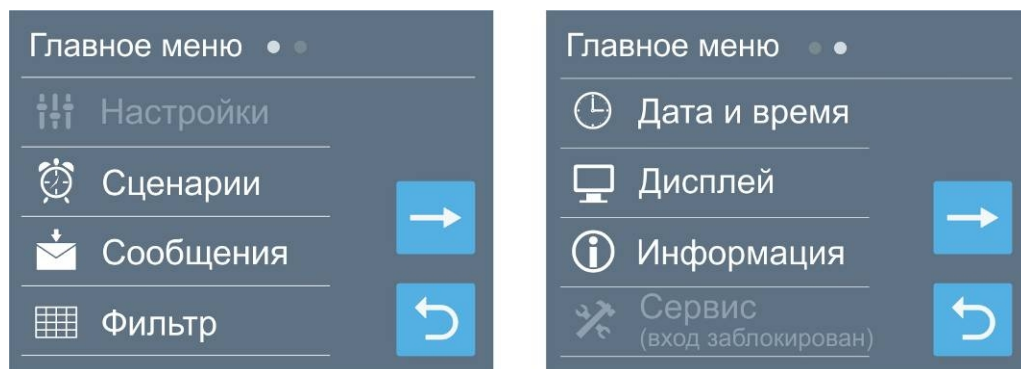 Главное меню
Настройки
Сценарии
Сообщения
Фильтр
Главное меню
Дата и время
Дисплей
Информация
Сервис
(вход заблокирован)